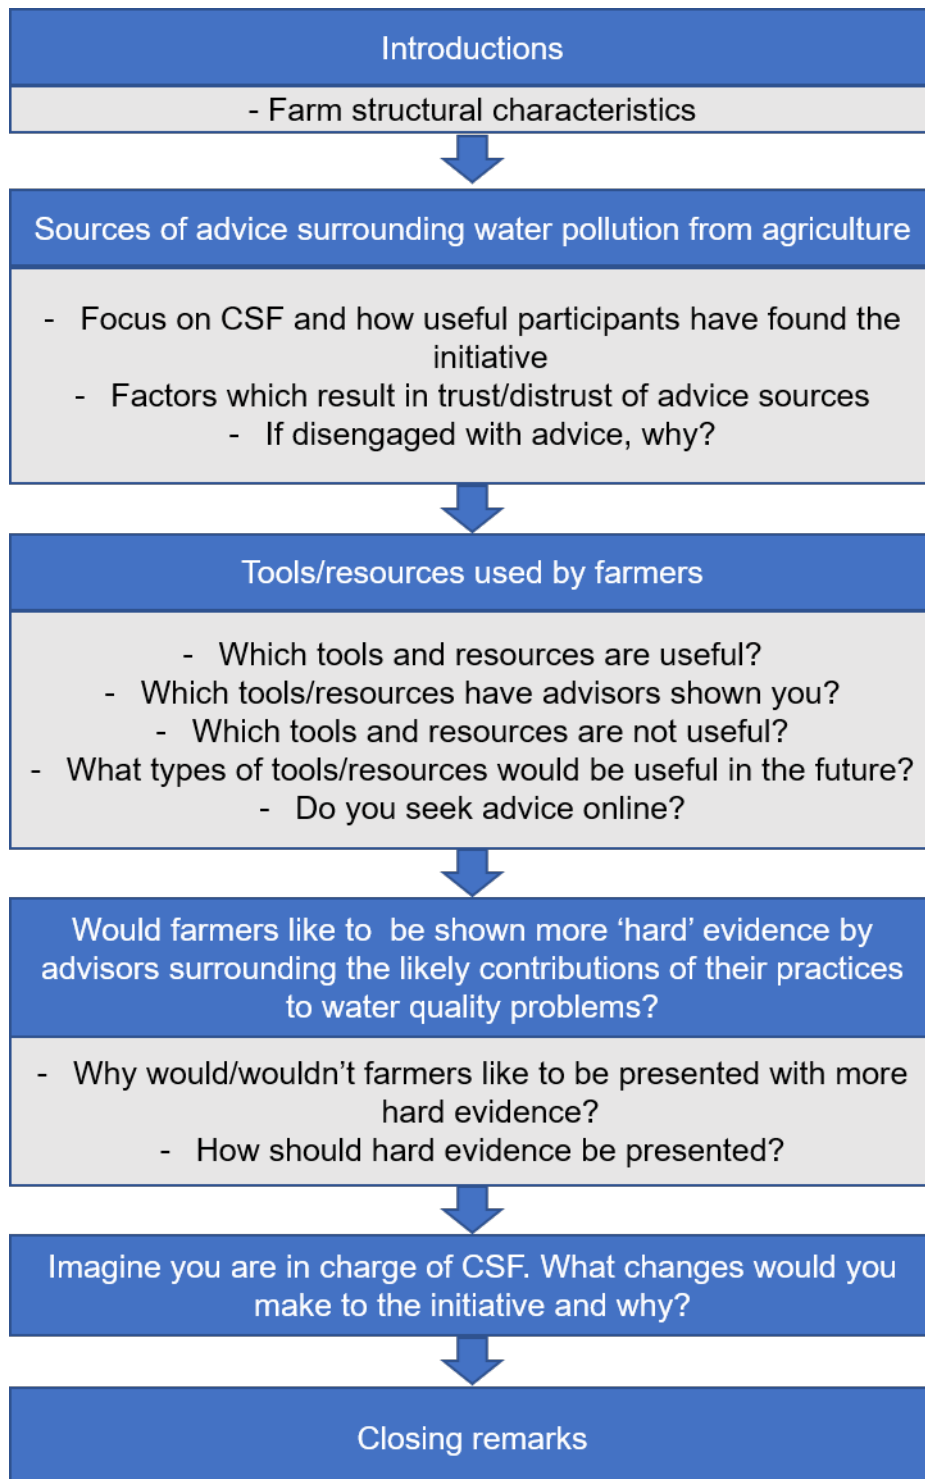 Introductions
- Farm structural characteristics
Sources of advice surrounding water pollution from agriculture
- Focus on CSF and how useful participants have found the
initiative
- Factors which result in trust/distrust of advice sources
- If disengaged with advice, why?
Tools/resources used by farmers
- Which tools and resources are useful?
- Which tools/resources have advisors shown you?
- Which tools and resources are not useful?
- What types of tools/resources would be useful in the future?
- Do you seek advice online?
Would farmers like to be shown more ‘hard’ evidence by
advisors surrounding the likely contributions of their practices
to water quality problems?
- Why would/wouldn’t farmers like to be presented with more
hard evidence?
- How should hard evidence be presented?
Imagine you are in charge of CSF. What changes would you
make to the initiative and why?
Closing remarks